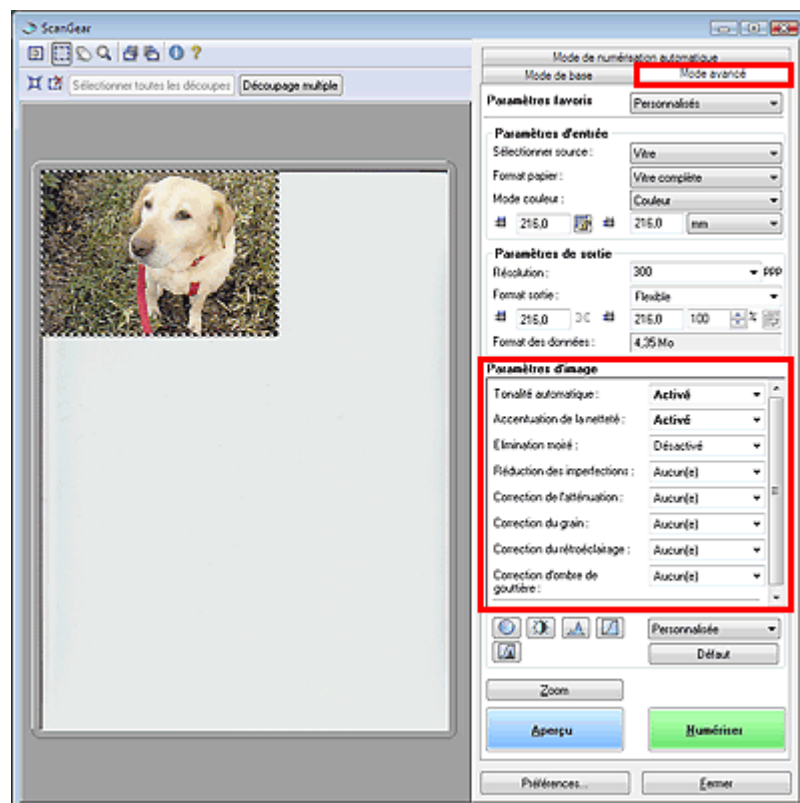 ScanGear
Sélectionner toutes les découpes Découpage multiple
Mode de numérisation automatique
Mode de base Mode avancé
Paramètres favoris Personnalisés
Paramètres d'entrée
Sélectionner source : Vitre
Format papier : Vitre complète
Mode couleur : Couleur
216,0 216,0 mm
Paramètres de sortie
Résolution : 300 ppp
Format sortie : Flexible
216,0 216,0 100 %
Format des données : 4,35 Mo
Paramètres d'image
Tonalité automatique : Activé
Accentuation de la netteté : Activé
Elimination moiré : Désactivé
Réduction des imperfections : Aucun(e)
Correction de l'atténuation : Aucun(e)
Correction du grain : Aucun(e)
Correction du rétroéclairage : Aucun(e)
Correction d'ombre de
gouttière : Aucun(e)
Personnalisée
Défaut
Zoom
Aperçu Numériser
Préférences... Fermer